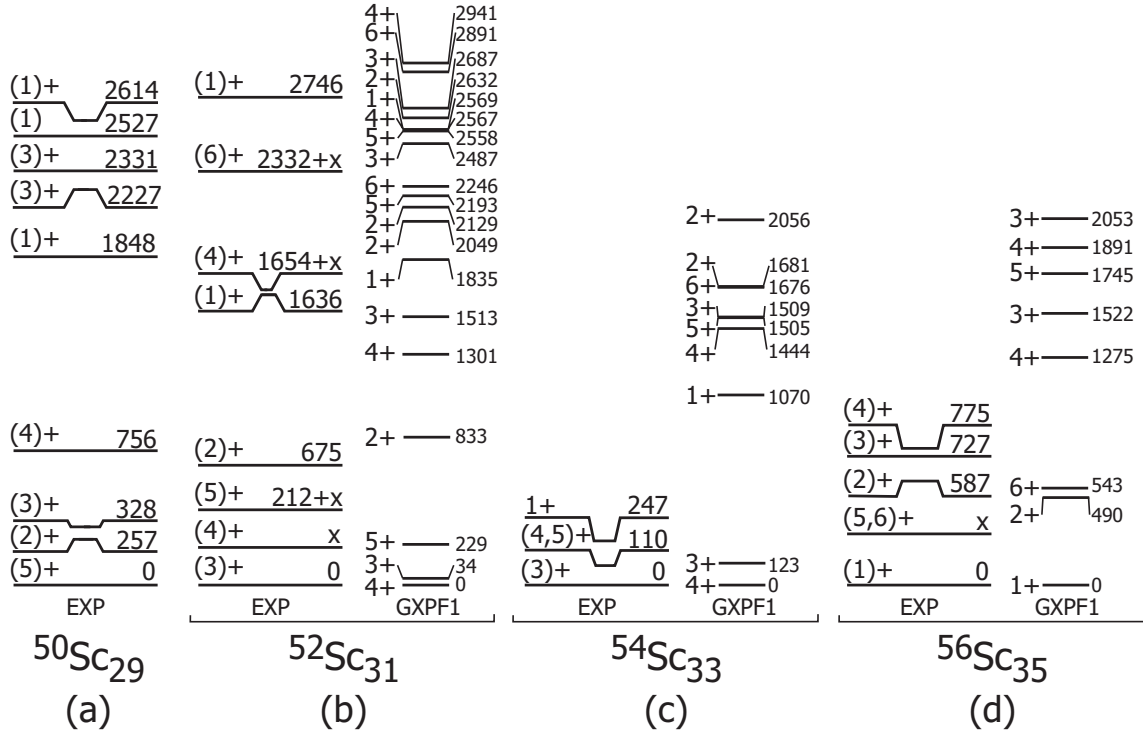 (1)+ 2614
(1) 2527
(3)+ 2331
(3)+ 2227
(1)+ 1848
(4)+ 756
(3)+ 328
(2)+ 257
(5)+ 0
EXP
50Sc29
(a)
(1)+ 2746
(6)+ 2332+x
(4)+ 1654+x
(1)+ 1636
(2)+ 675
(5)+ 212+x
(4)+ x
(3)+ 0
EXP
4+ 2941
6+ 2891
3+ 2687
2+ 2632
1+ 2569
4+ 2567
5+ 2558
3+ 2487
6+ 2246
5+ 2193
2+ 2129
2+ 2049
1+ 1835
3+ 1513
4+ 1301
2+ 833
5+ 229
3+ 34
4+ 0
GXPF1
52Sc31
(b)
1+ 247
(4,5)+ 110
(3)+ 0
EXP
2+ 2056
2+ 1681
6+ 1676
3+ 1509
5+ 1505
4+ 1444
1+ 1070
3+ 123
4+ 0
GXPF1
54Sc33
(c)
(4)+ 775
(3)+ 727
(2)+ 587
(5,6)+ x
(1)+ 0
EXP
3+ 2053
4+ 1891
5+ 1745
3+ 1522
4+ 1275
6+ 543
2+ 490
1+ 0
GXPF1
56Sc35
(d)